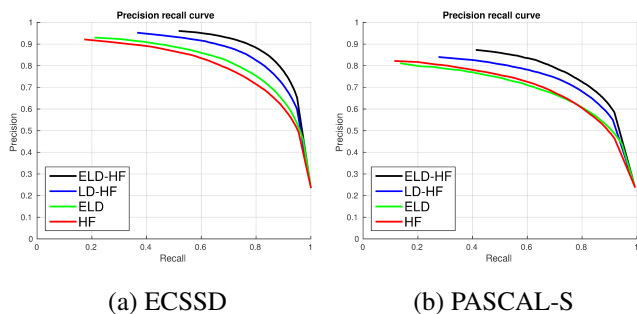 Precision recall curve
1
0.9
0.8
0.7
0.6
0.5
0.4
0.3
0.2
0.1
0
Precision
ELD-HF
LD-HF
ELD
HF
0 0.2 0.4 0.6 0.8 1
Recall
(a) ECSSD
Precision recall curve
1
0.9
0.8
0.7
0.6
0.5
0.4
0.3
0.2
0.1
0
Precision
ELD-HF
LD-HF
ELD
HF
0 0.2 0.4 0.6 0.8 1
Recall
(b) PASCAL-S